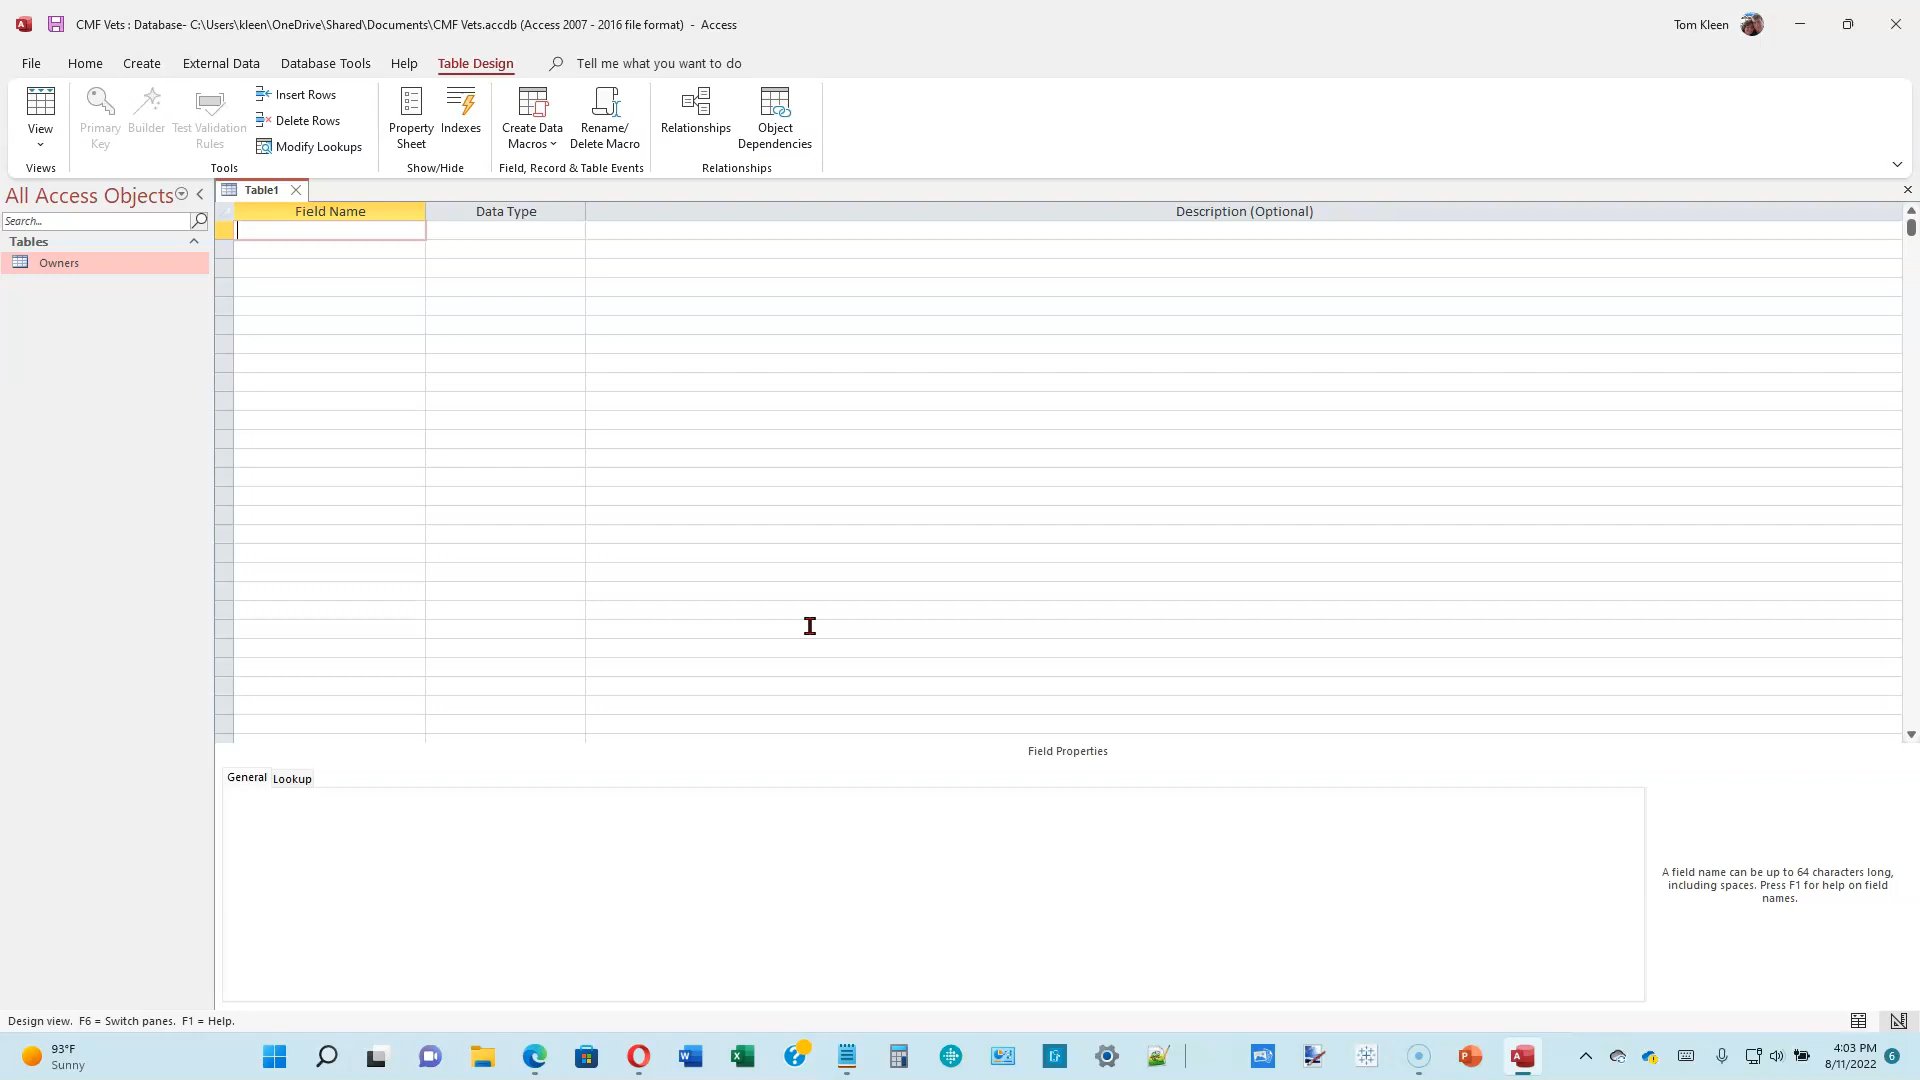 CMF Vets : Database- C:\Users\kleen\OneDrive\Shared\Documents\CMF Vets.accdb (Access 2007 - 2016 file format)  -  Access
Tom Kleen
File Home Create External Data Database Tools Help Table Design Tell me what you want to do
View
Primary Key
Builder
Test Validation Rules
Insert Rows
Delete Rows
Modify Lookups
Property Sheet
Indexes
Create Data Macros
Rename/ Delete Macro
Relationships
Object Dependencies
Views Tools Show/Hide Field, Record & Table Events Relationships
All Access Objects
Search...
Tables
Owners
Table1
Field Name Data Type Description (Optional)
Field Properties
General Lookup
A field name can be up to 64 characters long,
including spaces. Press F1 for help on field
names.
Design view.  F6 = Switch panes.  F1 = Help.
93°F
Sunny
4:03 PM
8/11/2022
6